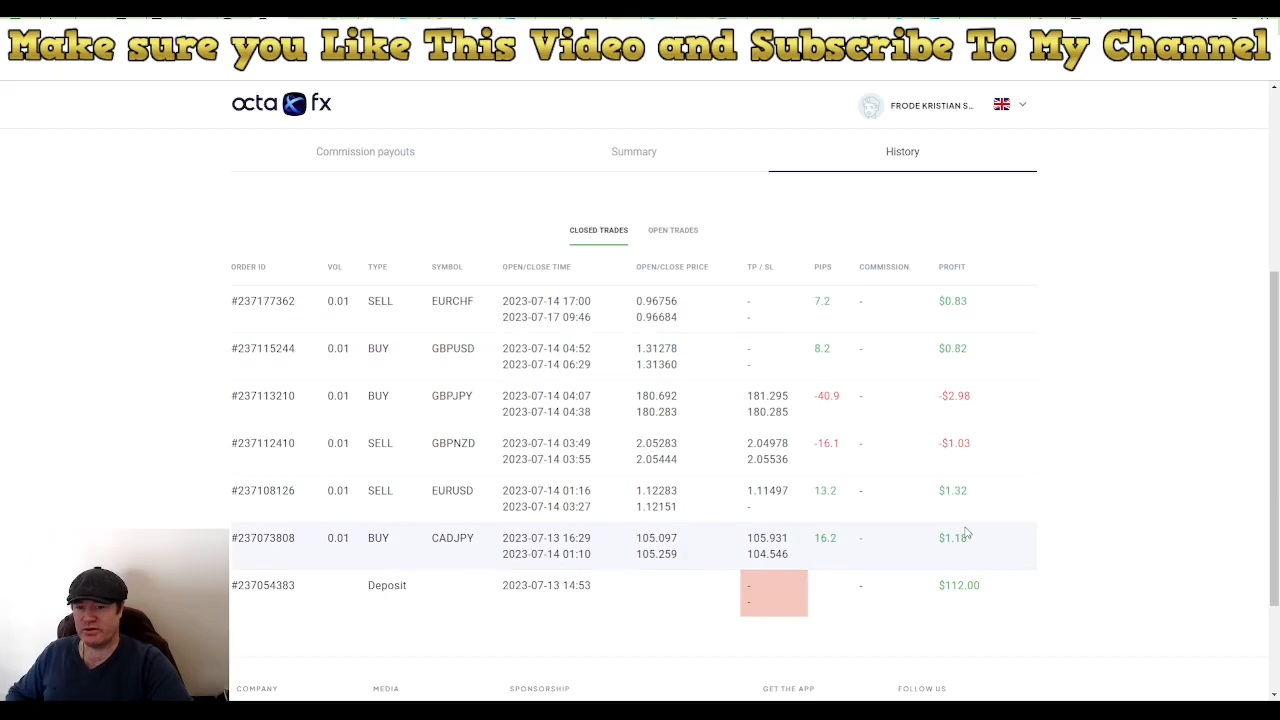 Make sure you Like This Video and Subscribe To My Channel
octa fx
FRODE KRISTIAN S...
Commission payouts Summary History
CLOSED TRADES OPEN TRADES
ORDER ID VOL TYPE SYMBOL OPEN/CLOSE TIME OPEN/CLOSE PRICE TP / SL PIPS COMMISSION PROFIT
#237177362 0.01 SELL EURCHF 2023-07-14 17:00 0.96756 - 7.2 - $0.83
2023-07-17 09:46 0.96684 -
#237115244 0.01 BUY GBPUSD 2023-07-14 04:52 1.31278 - 8.2 - $0.82
2023-07-14 06:29 1.31360 -
#237113210 0.01 BUY GBPJPY 2023-07-14 04:07 180.692 181.295 -40.9 - -$2.98
2023-07-14 04:38 180.283 180.285
#237112410 0.01 SELL GBPNZD 2023-07-14 03:49 2.05283 2.04978 -16.1 - -$1.03
2023-07-14 03:55 2.05444 2.05536
#237108126 0.01 SELL EURUSD 2023-07-14 01:16 1.12283 1.11497 13.2 - $1.32
2023-07-14 03:27 1.12151 -
#237073808 0.01 BUY CADJPY 2023-07-13 16:29 105.097 105.931 16.2 - $1.18
2023-07-14 01:10 105.259 104.546
#237054383 Deposit 2023-07-13 14:53 - - $112.00
-
COMPANY MEDIA SPONSORSHIP GET THE APP FOLLOW US